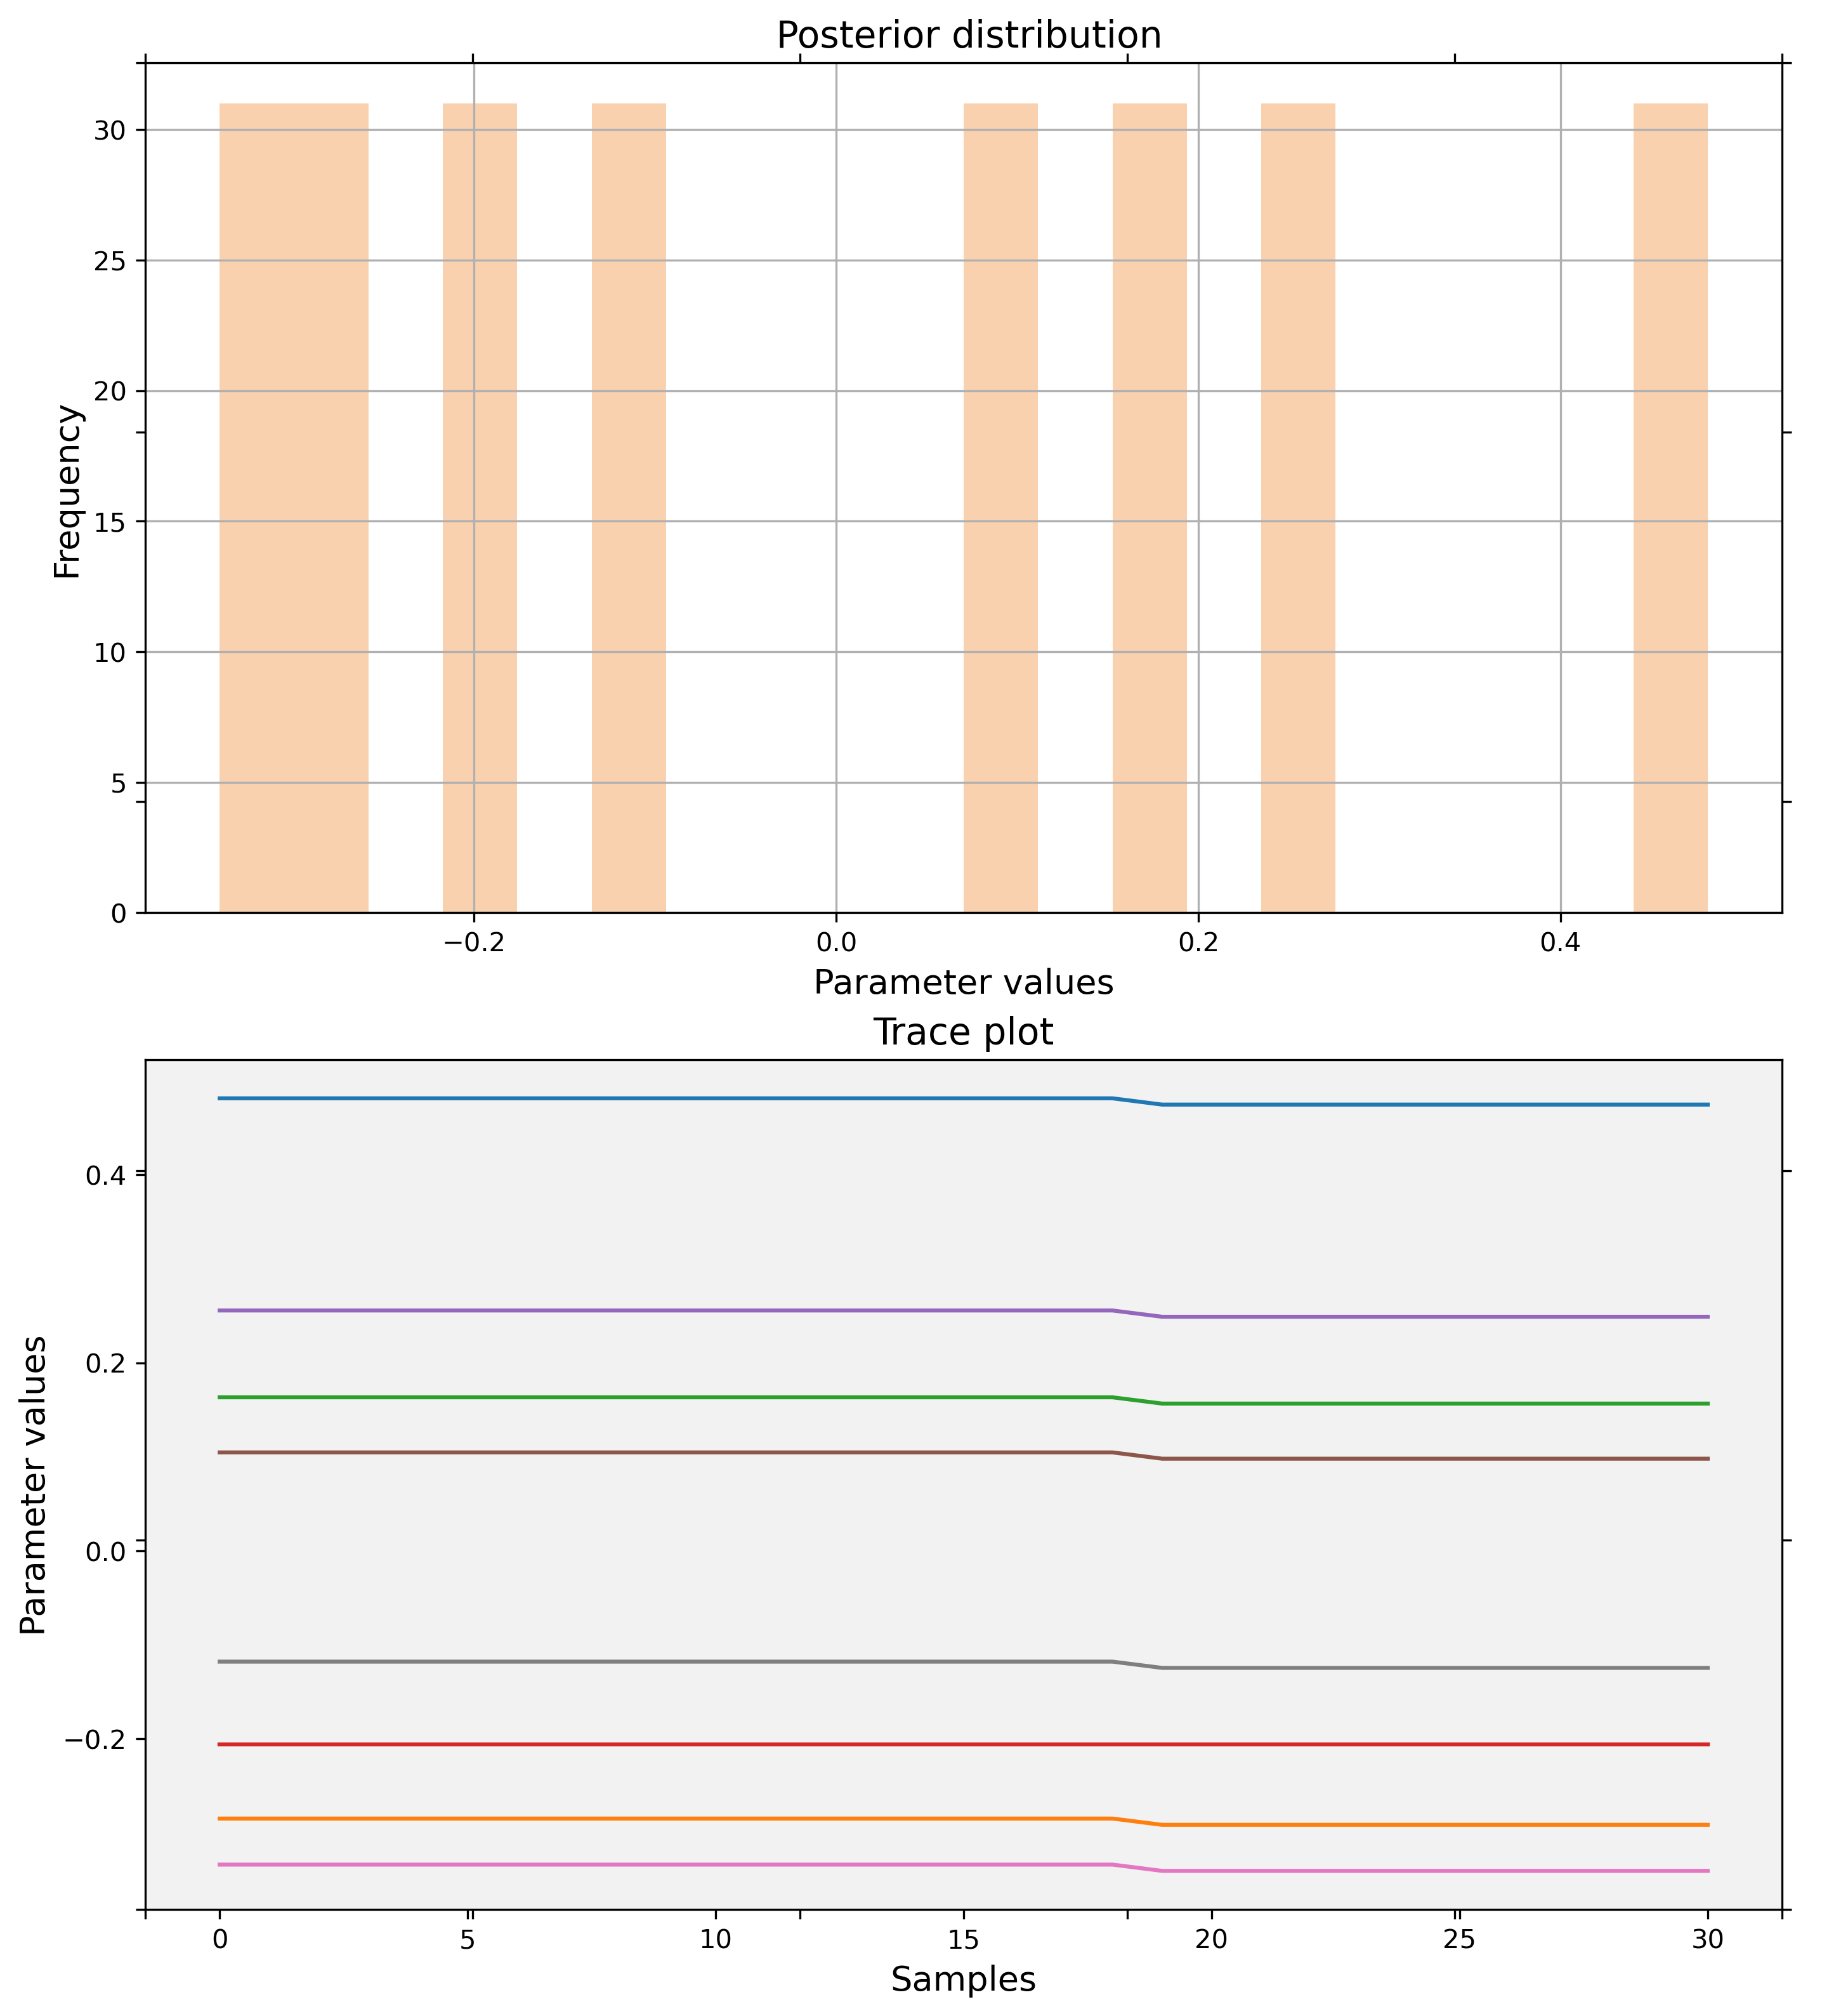 Posterior distribution
30
25
20
15
10
5
0
Frequency
−0.2 0.0 0.2 0.4
Parameter values
Trace plot
0.4
0.2
0.0
−0.2
Parameter values
0 5 10 15 20 25 30
Samples